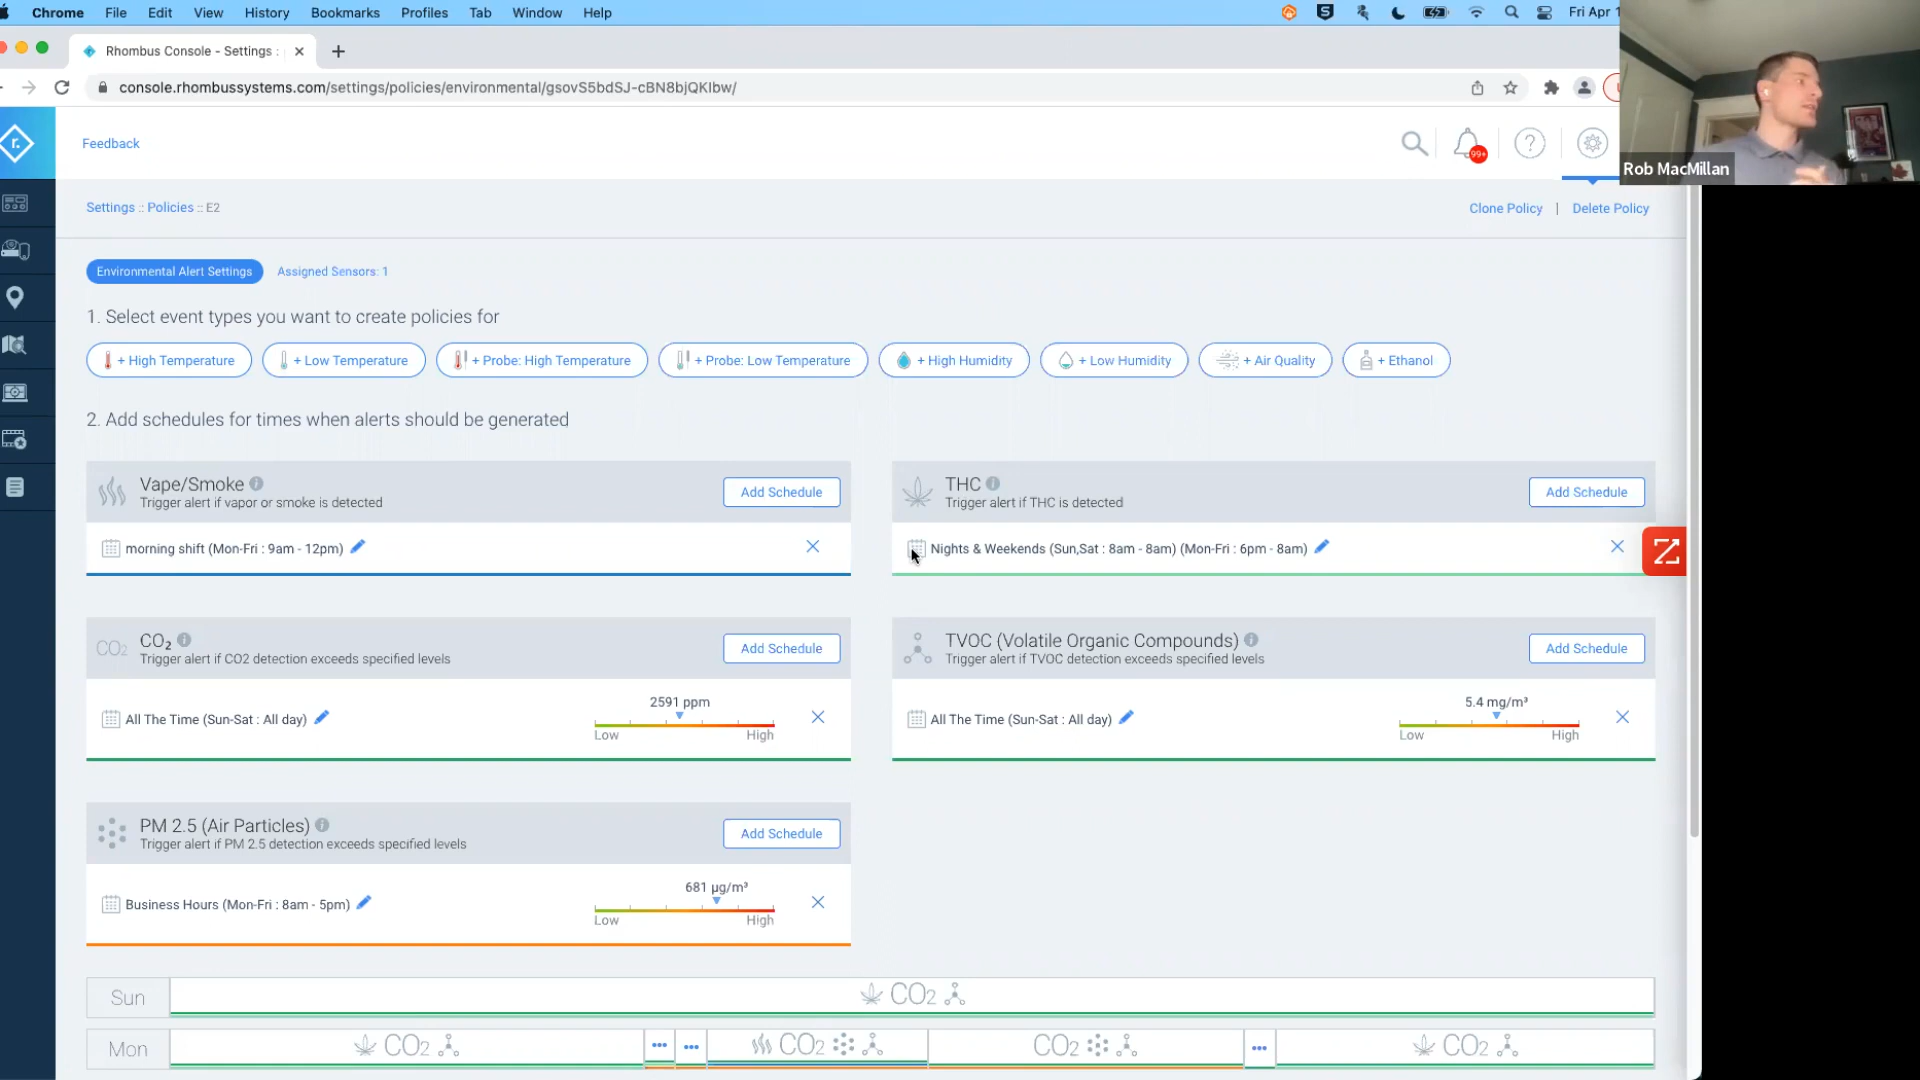 Chrome File Edit View History Bookmarks Profiles Tab Window Help
Fri Apr 1
Rhombus Console - Settings :
console.rhombussystems.com/settings/policies/environmental/gsovS5bdSJ-cBN8bjQKIbw/
r.
Feedback
99+
?
Rob MacMillan
Settings :: Policies :: E2
Clone Policy | Delete Policy
Environmental Alert Settings
Assigned Sensors: 1
1. Select event types you want to create policies for
+ High Temperature
+ Low Temperature
+ Probe: High Temperature
+ Probe: Low Temperature
+ High Humidity
+ Low Humidity
+ Air Quality
+ Ethanol
2. Add schedules for times when alerts should be generated
Vape/Smoke
Trigger alert if vapor or smoke is detected
Add Schedule
morning shift (Mon-Fri : 9am - 12pm)
THC
Trigger alert if THC is detected
Add Schedule
Nights & Weekends (Sun,Sat : 8am - 8am) (Mon-Fri : 6pm - 8am)
CO₂
CO₂
Trigger alert if CO2 detection exceeds specified levels
Add Schedule
All The Time (Sun-Sat : All day)
2591 ppm
Low High
TVOC (Volatile Organic Compounds)
Trigger alert if TVOC detection exceeds specified levels
Add Schedule
All The Time (Sun-Sat : All day)
5.4 mg/m³
Low High
PM 2.5 (Air Particles)
Trigger alert if PM 2.5 detection exceeds specified levels
Add Schedule
Business Hours (Mon-Fri : 8am - 5pm)
681 µg/m³
Low High
Sun
CO₂
Mon
CO₂
CO₂
CO₂
CO₂